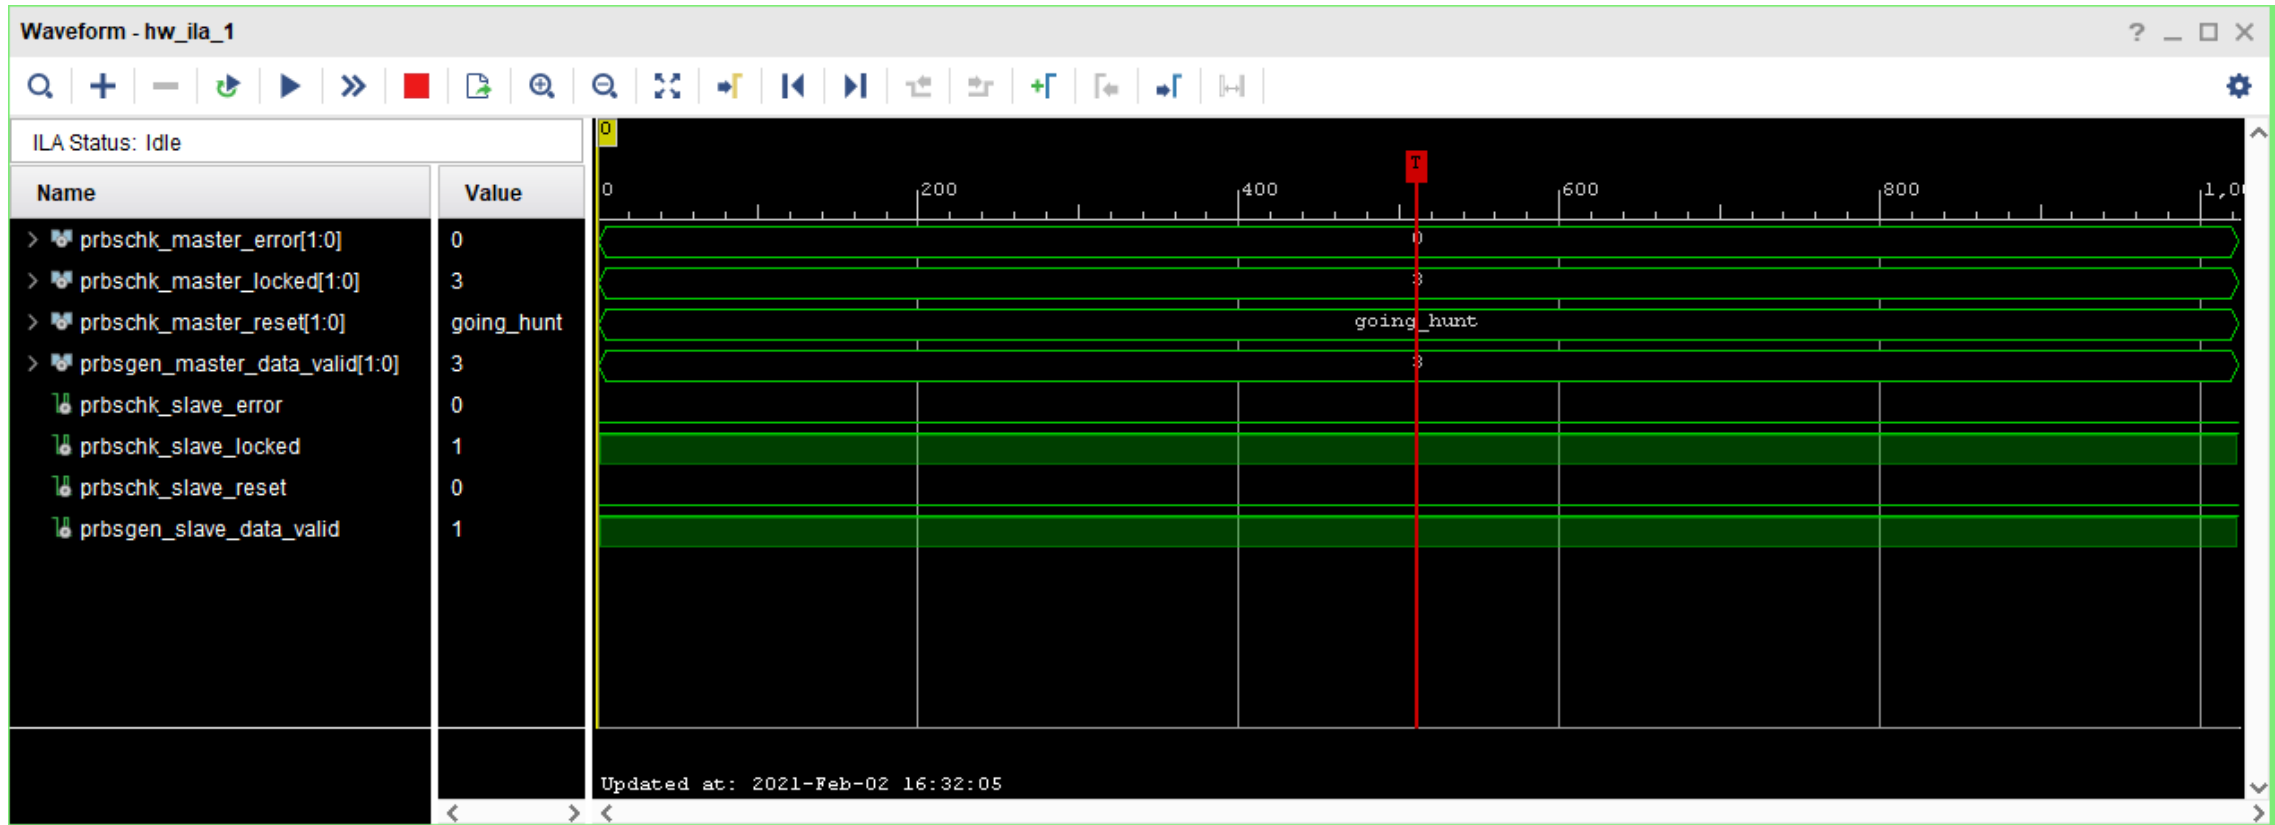 Waveform - hw_ila_1
ILA Status: Idle
Name Value
0
T
0 200 400 600 800 1,00
prbschk_master_error[1:0] 0 0
prbschk_master_locked[1:0] 3 3
prbschk_master_reset[1:0] going_hunt going_hunt
prbsgen_master_data_valid[1:0] 3 3
prbschk_slave_error 0
prbschk_slave_locked 1
prbschk_slave_reset 0
prbsgen_slave_data_valid 1
Updated at: 2021-Feb-02 16:32:05